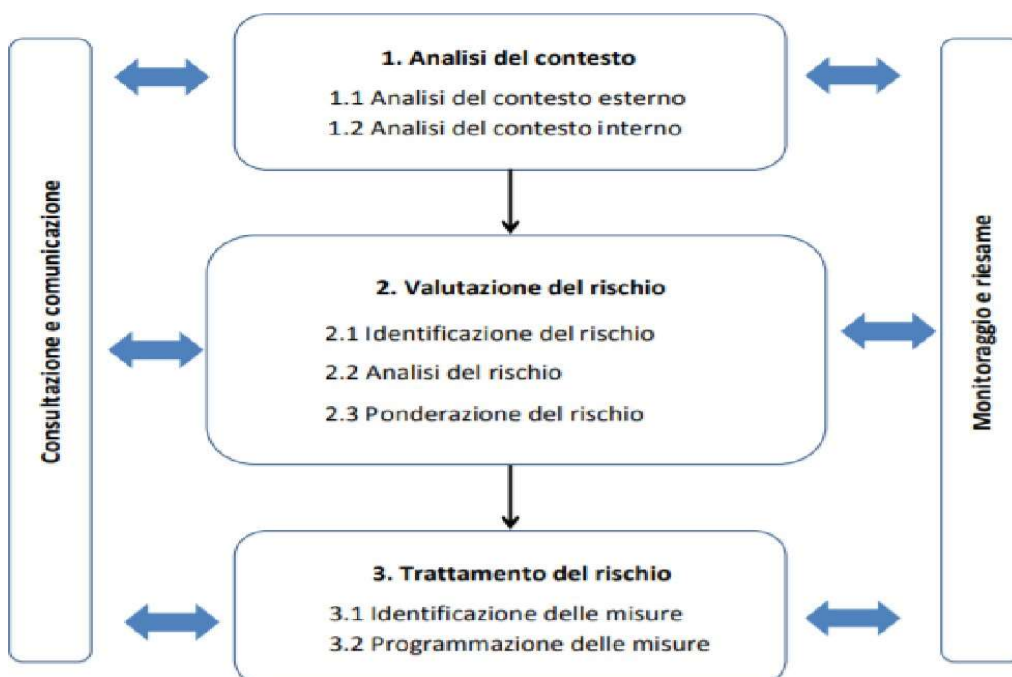 Consultazione e comunicazione
1. Analisi del contesto
1.1 Analisi del contesto esterno
1.2 Analisi del contesto interno
2. Valutazione del rischio
2.1 Identificazione del rischio
2.2 Analisi del rischio
2.3 Ponderazione del rischio
3. Trattamento del rischio
3.1 Identificazione delle misure
3.2 Programmazione delle misure
Monitoraggio e riesame